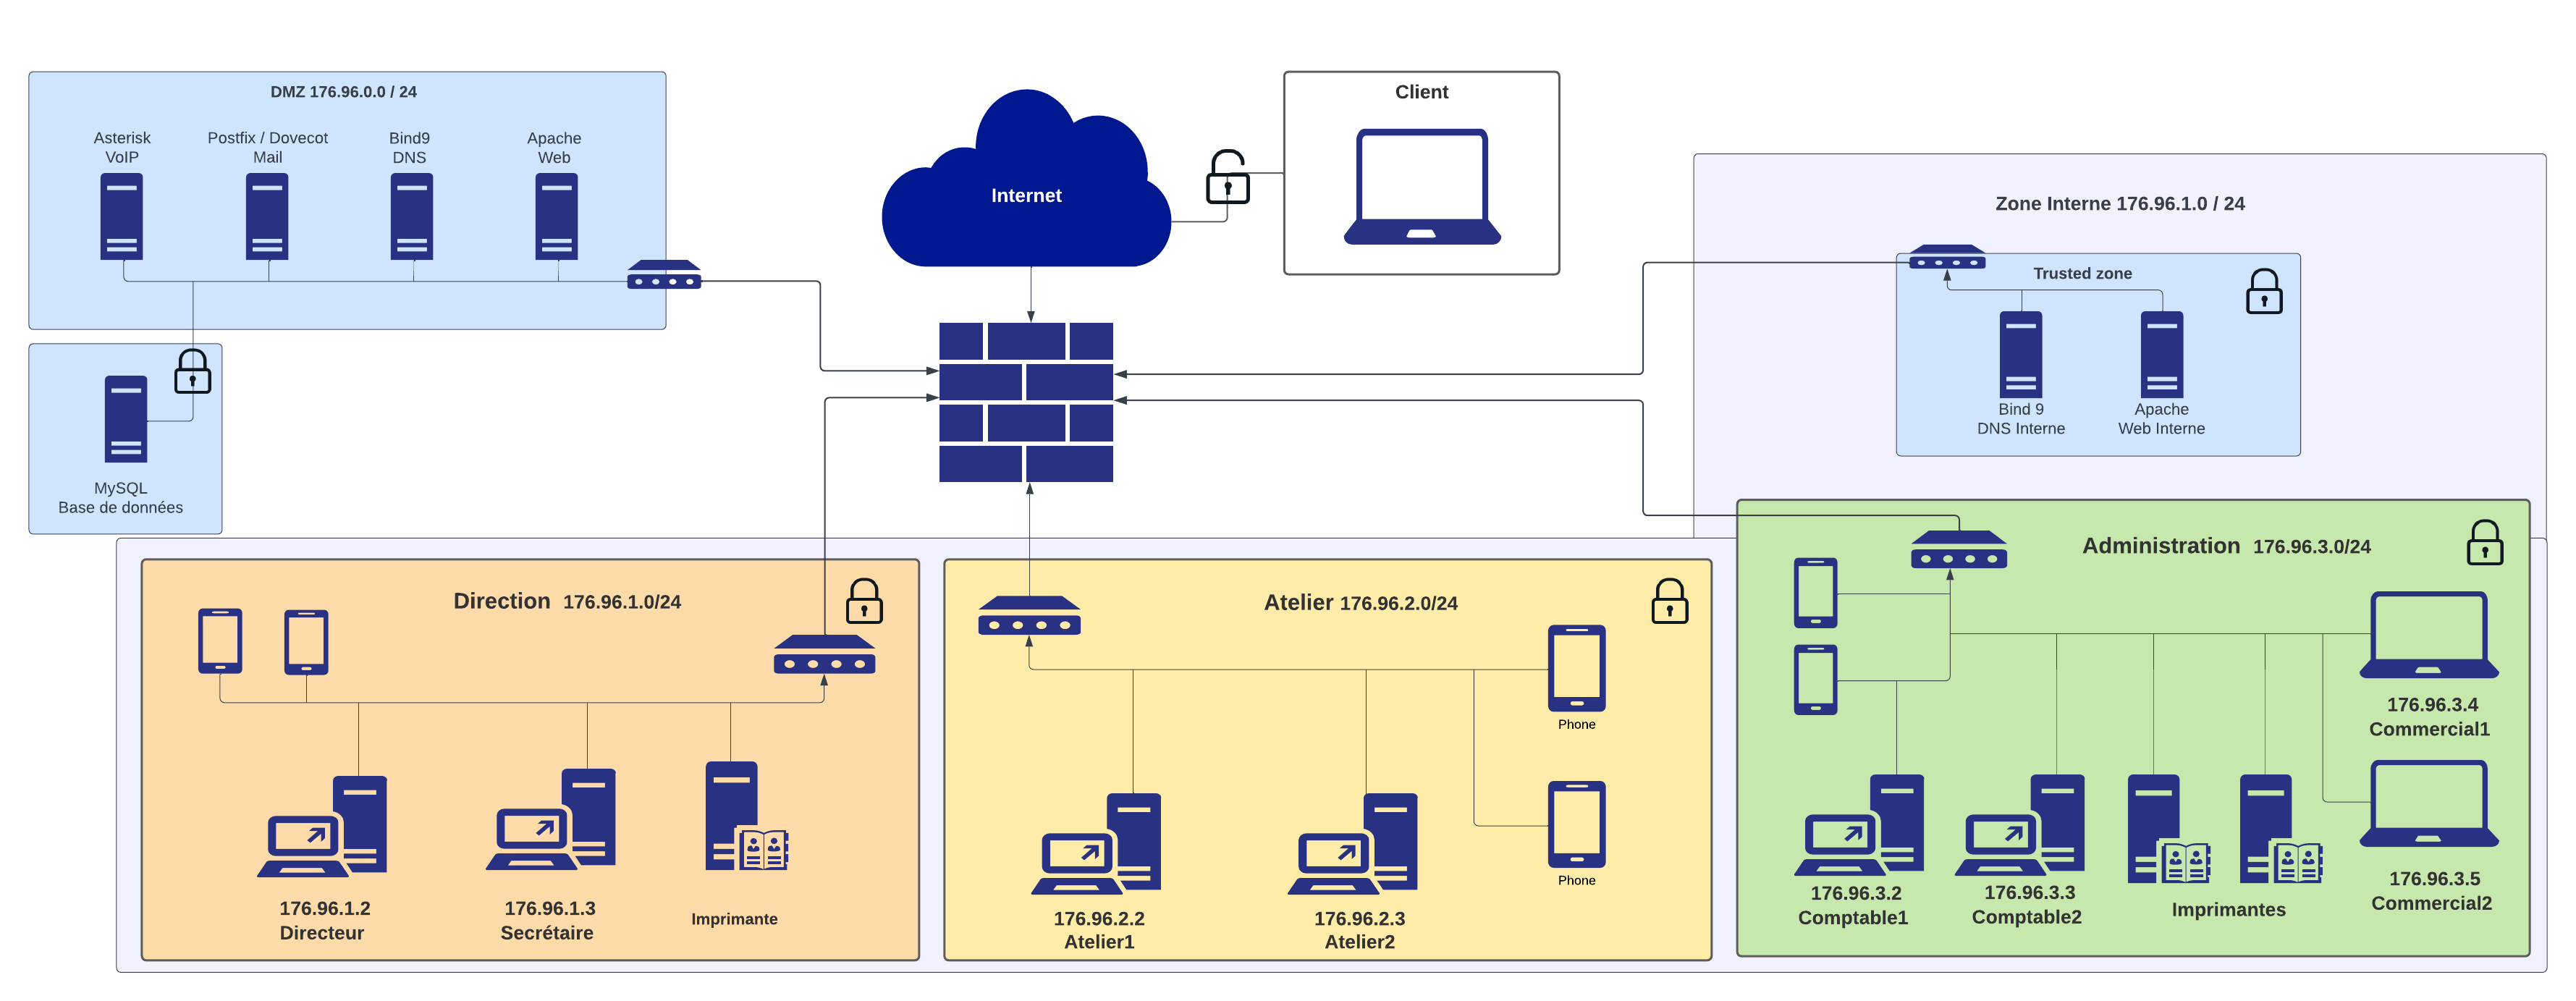 DMZ 176.96.0.0 / 24
Asterisk
VoIP
Postfix / Dovecot
Mail
Bind9
DNS
Apache
Web
MySQL
Base de données
Internet
Client
Zone Interne 176.96.1.0 / 24
Trusted zone
Bind 9
DNS Interne
Apache
Web Interne
Direction 176.96.1.0/24
176.96.1.2
Directeur
176.96.1.3
Secrétaire
Imprimante
Atelier 176.96.2.0/24
Phone
Phone
176.96.2.2
Atelier1
176.96.2.3
Atelier2
Administration 176.96.3.0/24
176.96.3.4
Commercial1
176.96.3.2
Comptable1
176.96.3.3
Comptable2
Imprimantes
176.96.3.5
Commercial2